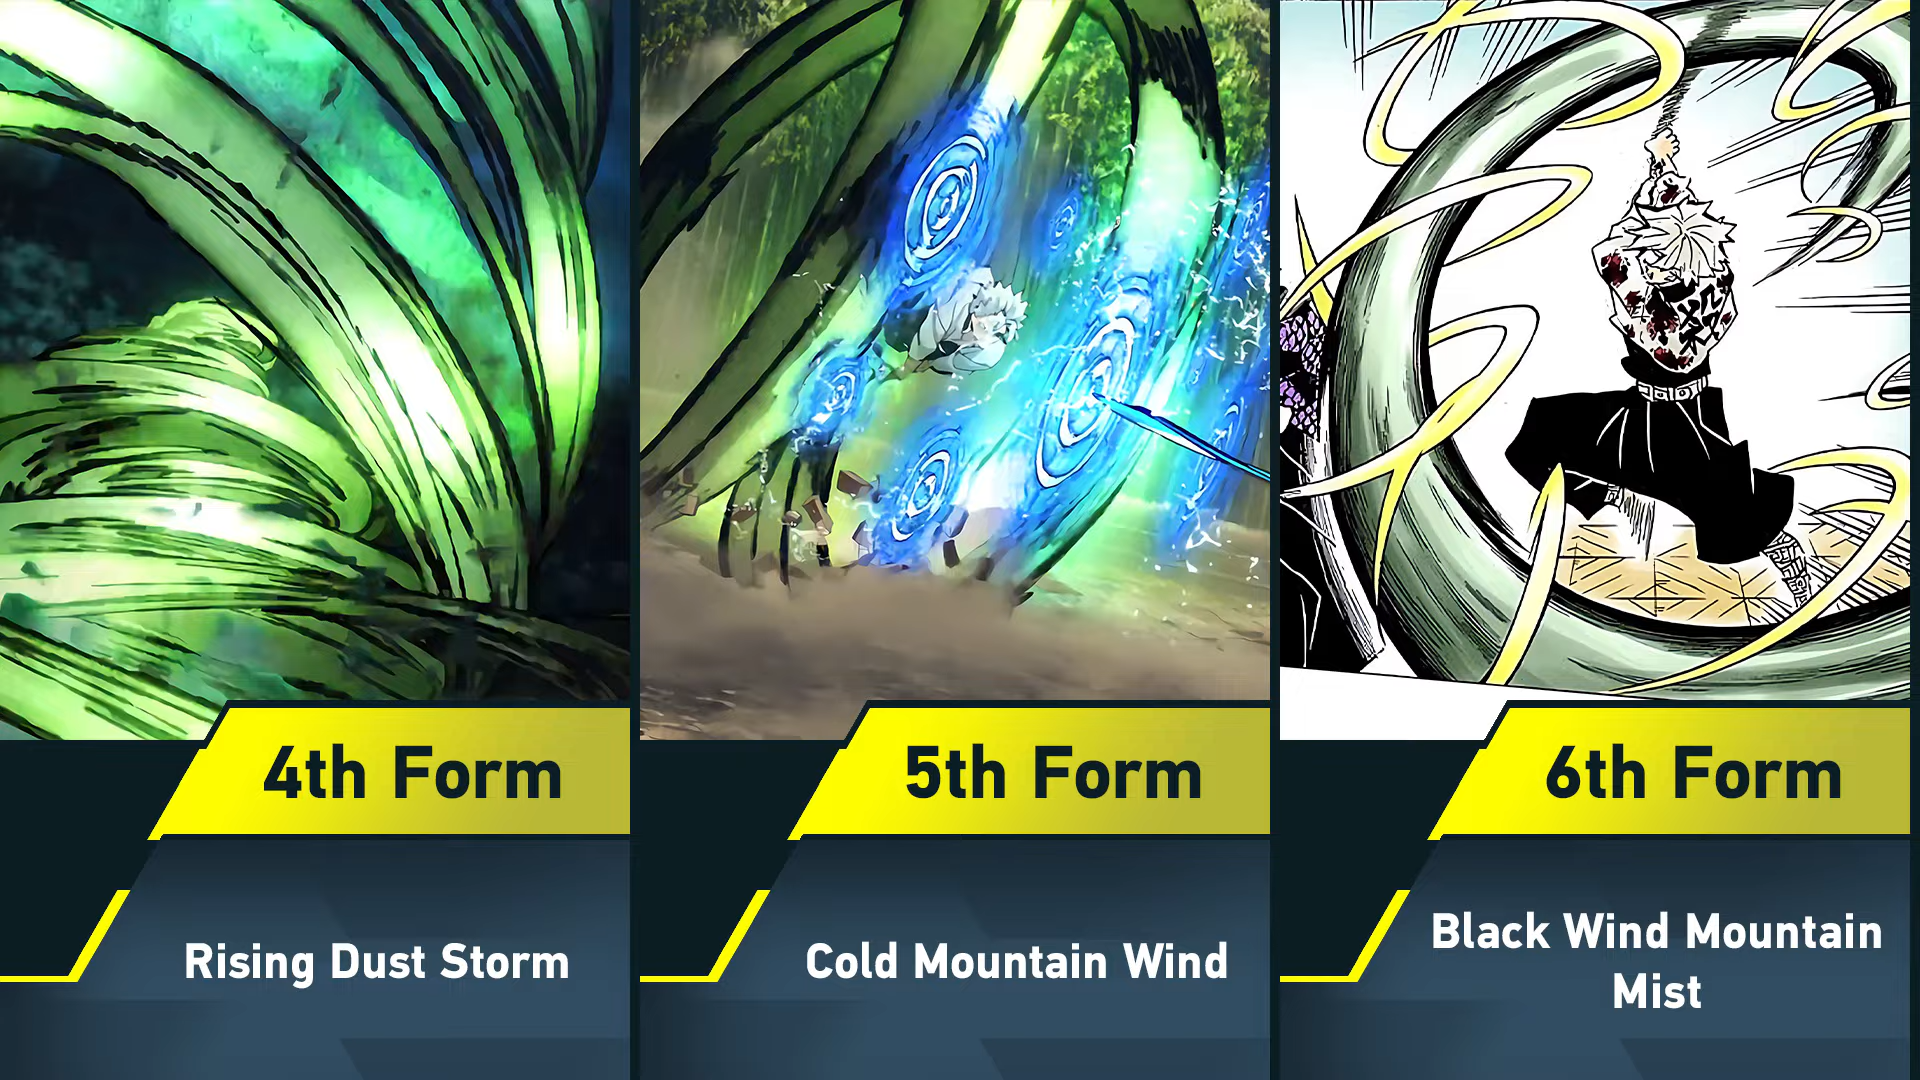 4th Form
Rising Dust Storm
5th Form
Cold Mountain Wind
6th Form
Black Wind Mountain
Mist